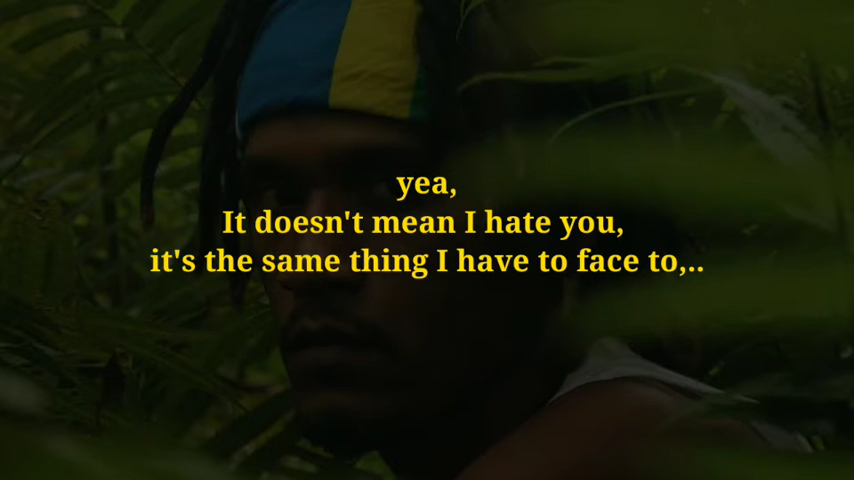 yea,
It doesn't mean I hate you,
it's the same thing I have to face to,..